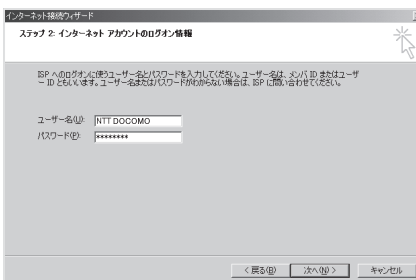 インターネット接続ウィザード
ステップ 2: インターネット アカウントのログオン情報
ISP へのログオンに使うユーザー名とパスワードを入力してください。ユーザー名は、メンバ ID またはユーザ
ー ID ともいいます。ユーザー名またはパスワードがわからない場合は、ISP に問い合わせてください。
ユーザー名(U): NTT DOCOMO
パスワード(P): ********
< 戻る(B) 次へ(N) > キャンセル